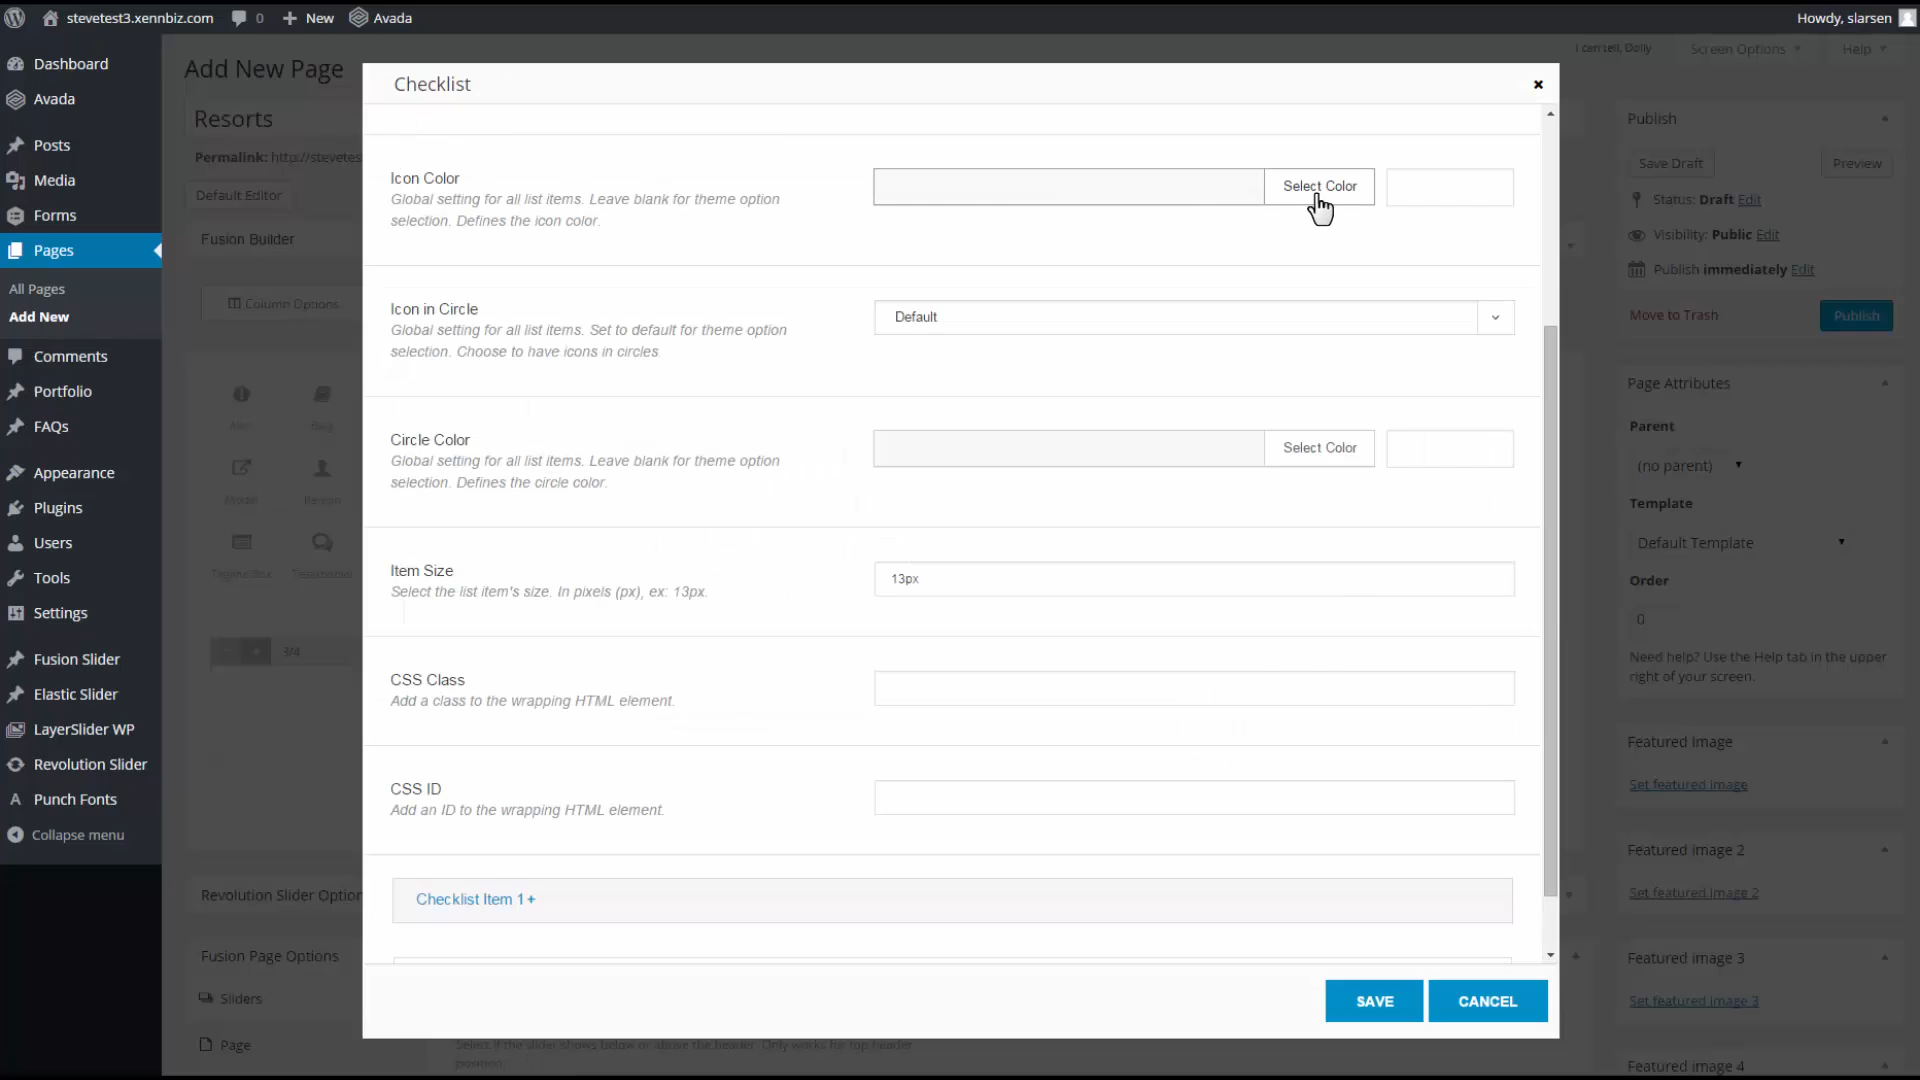 stevetest3.xennbiz.com
0
New
Avada
Howdy, slarsen
Dashboard
Avada
Posts
Media
Forms
Pages
All Pages
Add New
Comments
Portfolio
FAQs
Appearance
Plugins
Users
Tools
Settings
Fusion Slider
Elastic Slider
LayerSlider WP
Revolution Slider
Punch Fonts
Collapse menu
I can tell, Dolly
Screen Options
Help
Add New Page
Resorts
Permalink: http://stevetes
Default Editor
Fusion Builder
Column Options
Alert
Blog
Modal
Person
Tagline Box
Testimonial
3/4
Revolution Slider Option
Fusion Page Options
Sliders
Page
Select if the slider shows below or above the header. Only works for top header
position.
Checklist
Icon Color
Global setting for all list items. Leave blank for theme option
selection. Defines the icon color.
Select Color
Icon in Circle
Global setting for all list items. Set to default for theme option
selection. Choose to have icons in circles
Default
Circle Color
Global setting for all list items. Leave blank for theme option
selection. Defines the circle color.
Select Color
Item Size
Select the list item's size. In pixels (px), ex: 13px.
13px
CSS Class
Add a class to the wrapping HTML element.
CSS ID
Add an ID to the wrapping HTML element.
Checklist Item 1 +
SAVE
CANCEL
Publish
Save Draft
Preview
Status: Draft Edit
Visibility: Public Edit
Publish immediately Edit
Move to Trash
Publish
Page Attributes
Parent
(no parent)
Template
Default Template
Order
0
Need help? Use the Help tab in the upper
right of your screen.
Featured Image
Set featured image
Featured image 2
Set featured image 2
Featured image 3
Set featured image 3
Featured image 4